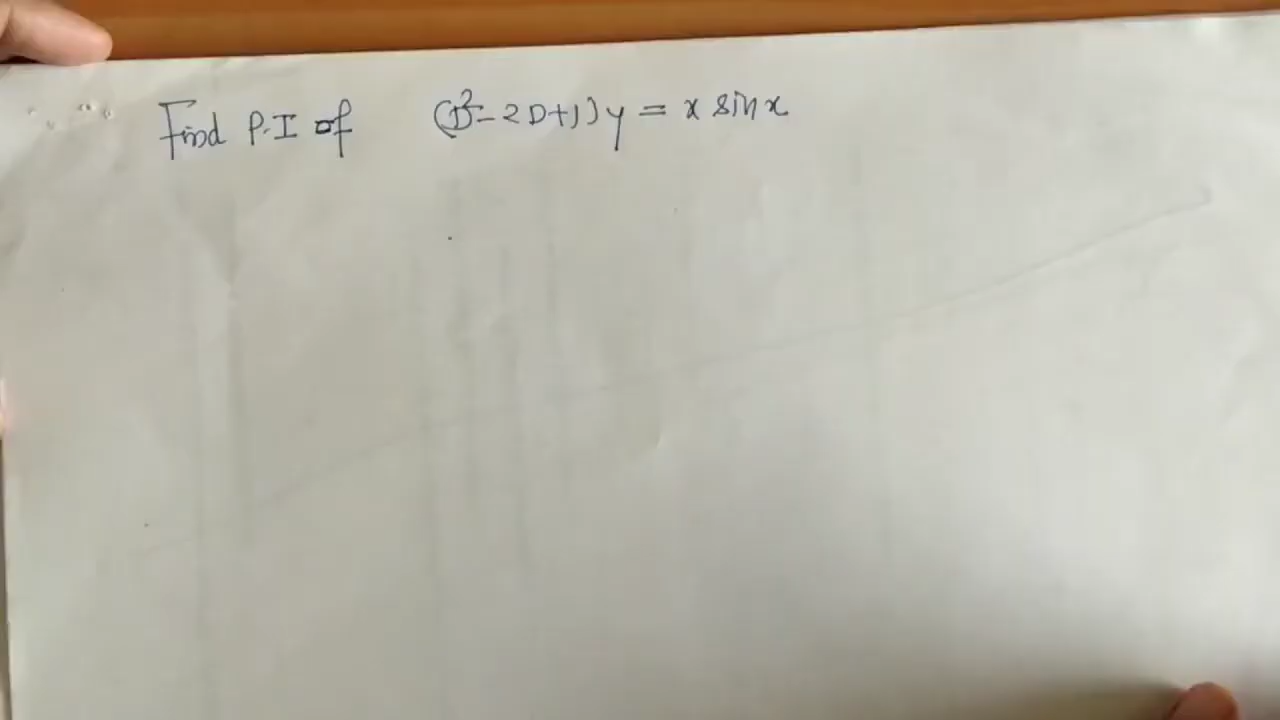 Find P.I of (D²-2D+1)y = x sin x